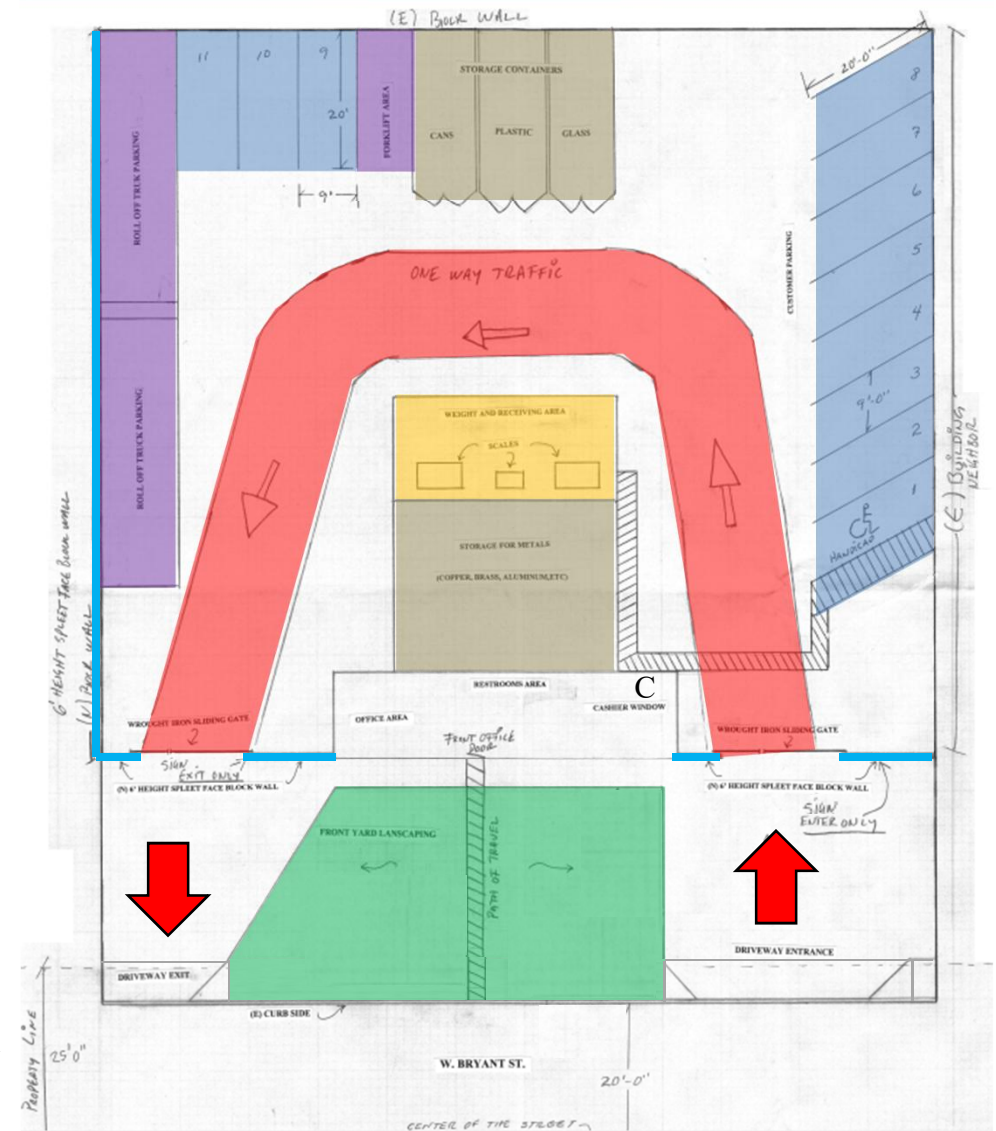 (E) BLOCK WALL
20'-0"
11
10
9
20'
9'
FORKLIFT AREA
STORAGE CONTAINERS
CANS
PLASTIC
GLASS
8
7
6
5
4
3
9'-0"
2
1
HANDICAP
CUSTOMER PARKING
(E) BUILDING
NEIGHBOR
ROLL OFF TRUK PARKING
ROLL OFF TRUCK PARKING
ONE WAY TRAFFIC
WEIGHT AND RECEIVING AREA
SCALES
STORAGE FOR METALS
(COPPER, BRASS, ALUMINUM,ETC)
6' HEIGHT SPLEET FACE BLOCK WALL
(N) BLOCK WALL
RESTROOMS AREA
C
CASHIER WINDOW
OFFICE AREA
WROUGHT IRON SLIDING GATE
WROUGHT IRON SLIDING GATE
FRONT OFFICE
DOOR
SIGN
EXIT ONLY
(N) 6' HEIGHT SPLEET FACE BLOCK WALL
(N) 6' HEIGHT SPLEET FACE BLOCK WALL
SIGN
ENTER ONLY
FRONT YARD LANSCAPING
PATH OF TRAVEL
DRIVEWAY EXIT
DRIVEWAY ENTRANCE
(E) CURB SIDE
PROPERTY LINE
25'0"
W. BRYANT ST.
20'-0"
CENTER OF THE STREET